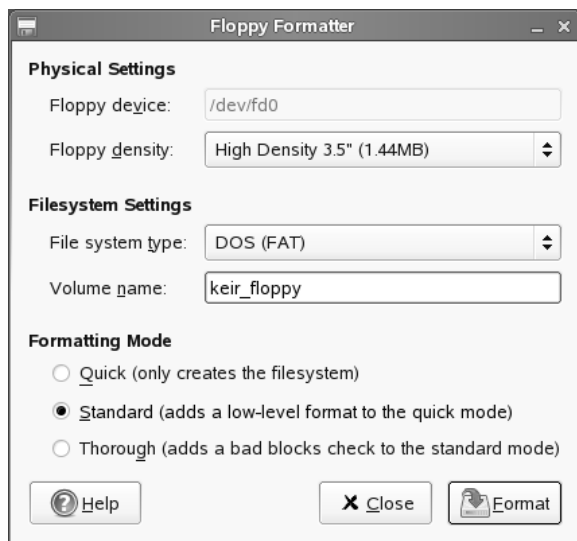 Floppy Formatter
Physical Settings
Floppy device: /dev/fd0
Floppy density: High Density 3.5" (1.44MB)
Filesystem Settings
File system type: DOS (FAT)
Volume name: keir_floppy
Formatting Mode
Quick (only creates the filesystem)
Standard (adds a low-level format to the quick mode)
Thorough (adds a bad blocks check to the standard mode)
Help Close Format